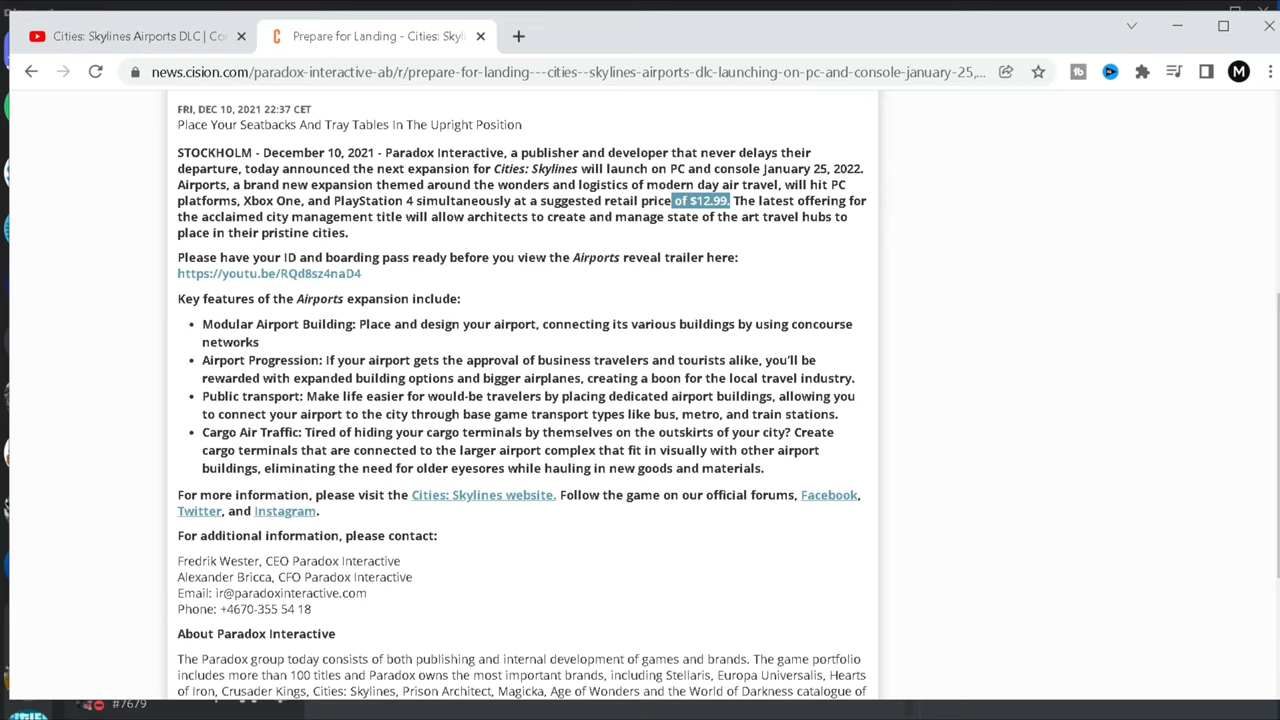 Cities: Skylines Airports DLC | Co
Prepare for Landing - Cities: Skyl
news.cision.com/paradox-interactive-ab/r/prepare-for-landing---cities--skylines-airports-dlc-launching-on-pc-and-console-january-25,...
tb
M
FRI, DEC 10, 2021 22:37 CET
Place Your Seatbacks And Tray Tables In The Upright Position
STOCKHOLM - December 10, 2021 - Paradox Interactive, a publisher and developer that never delays their
departure, today announced the next expansion for Cities: Skylines will launch on PC and console January 25, 2022.
Airports, a brand new expansion themed around the wonders and logistics of modern day air travel, will hit PC
platforms, Xbox One, and PlayStation 4 simultaneously at a suggested retail price of $12.99. The latest offering for
the acclaimed city management title will allow architects to create and manage state of the art travel hubs to
place in their pristine cities.
Please have your ID and boarding pass ready before you view the Airports reveal trailer here:
https://youtu.be/RQd8sz4naD4
Key features of the Airports expansion include:
• Modular Airport Building: Place and design your airport, connecting its various buildings by using concourse
networks
• Airport Progression: If your airport gets the approval of business travelers and tourists alike, you'll be
rewarded with expanded building options and bigger airplanes, creating a boon for the local travel industry.
• Public transport: Make life easier for would-be travelers by placing dedicated airport buildings, allowing you
to connect your airport to the city through base game transport types like bus, metro, and train stations.
• Cargo Air Traffic: Tired of hiding your cargo terminals by themselves on the outskirts of your city? Create
cargo terminals that are connected to the larger airport complex that fit in visually with other airport
buildings, eliminating the need for older eyesores while hauling in new goods and materials.
For more information, please visit the Cities: Skylines website. Follow the game on our official forums, Facebook,
Twitter, and Instagram.
For additional information, please contact:
Fredrik Wester, CEO Paradox Interactive
Alexander Bricca, CFO Paradox Interactive
Email: ir@paradoxinteractive.com
Phone: +4670-355 54 18
About Paradox Interactive
The Paradox group today consists of both publishing and internal development of games and brands. The game portfolio
includes more than 100 titles and Paradox owns the most important brands, including Stellaris, Europa Universalis, Hearts
of Iron, Crusader Kings, Cities: Skylines, Prison Architect, Magicka, Age of Wonders and the World of Darkness catalogue of
#7679